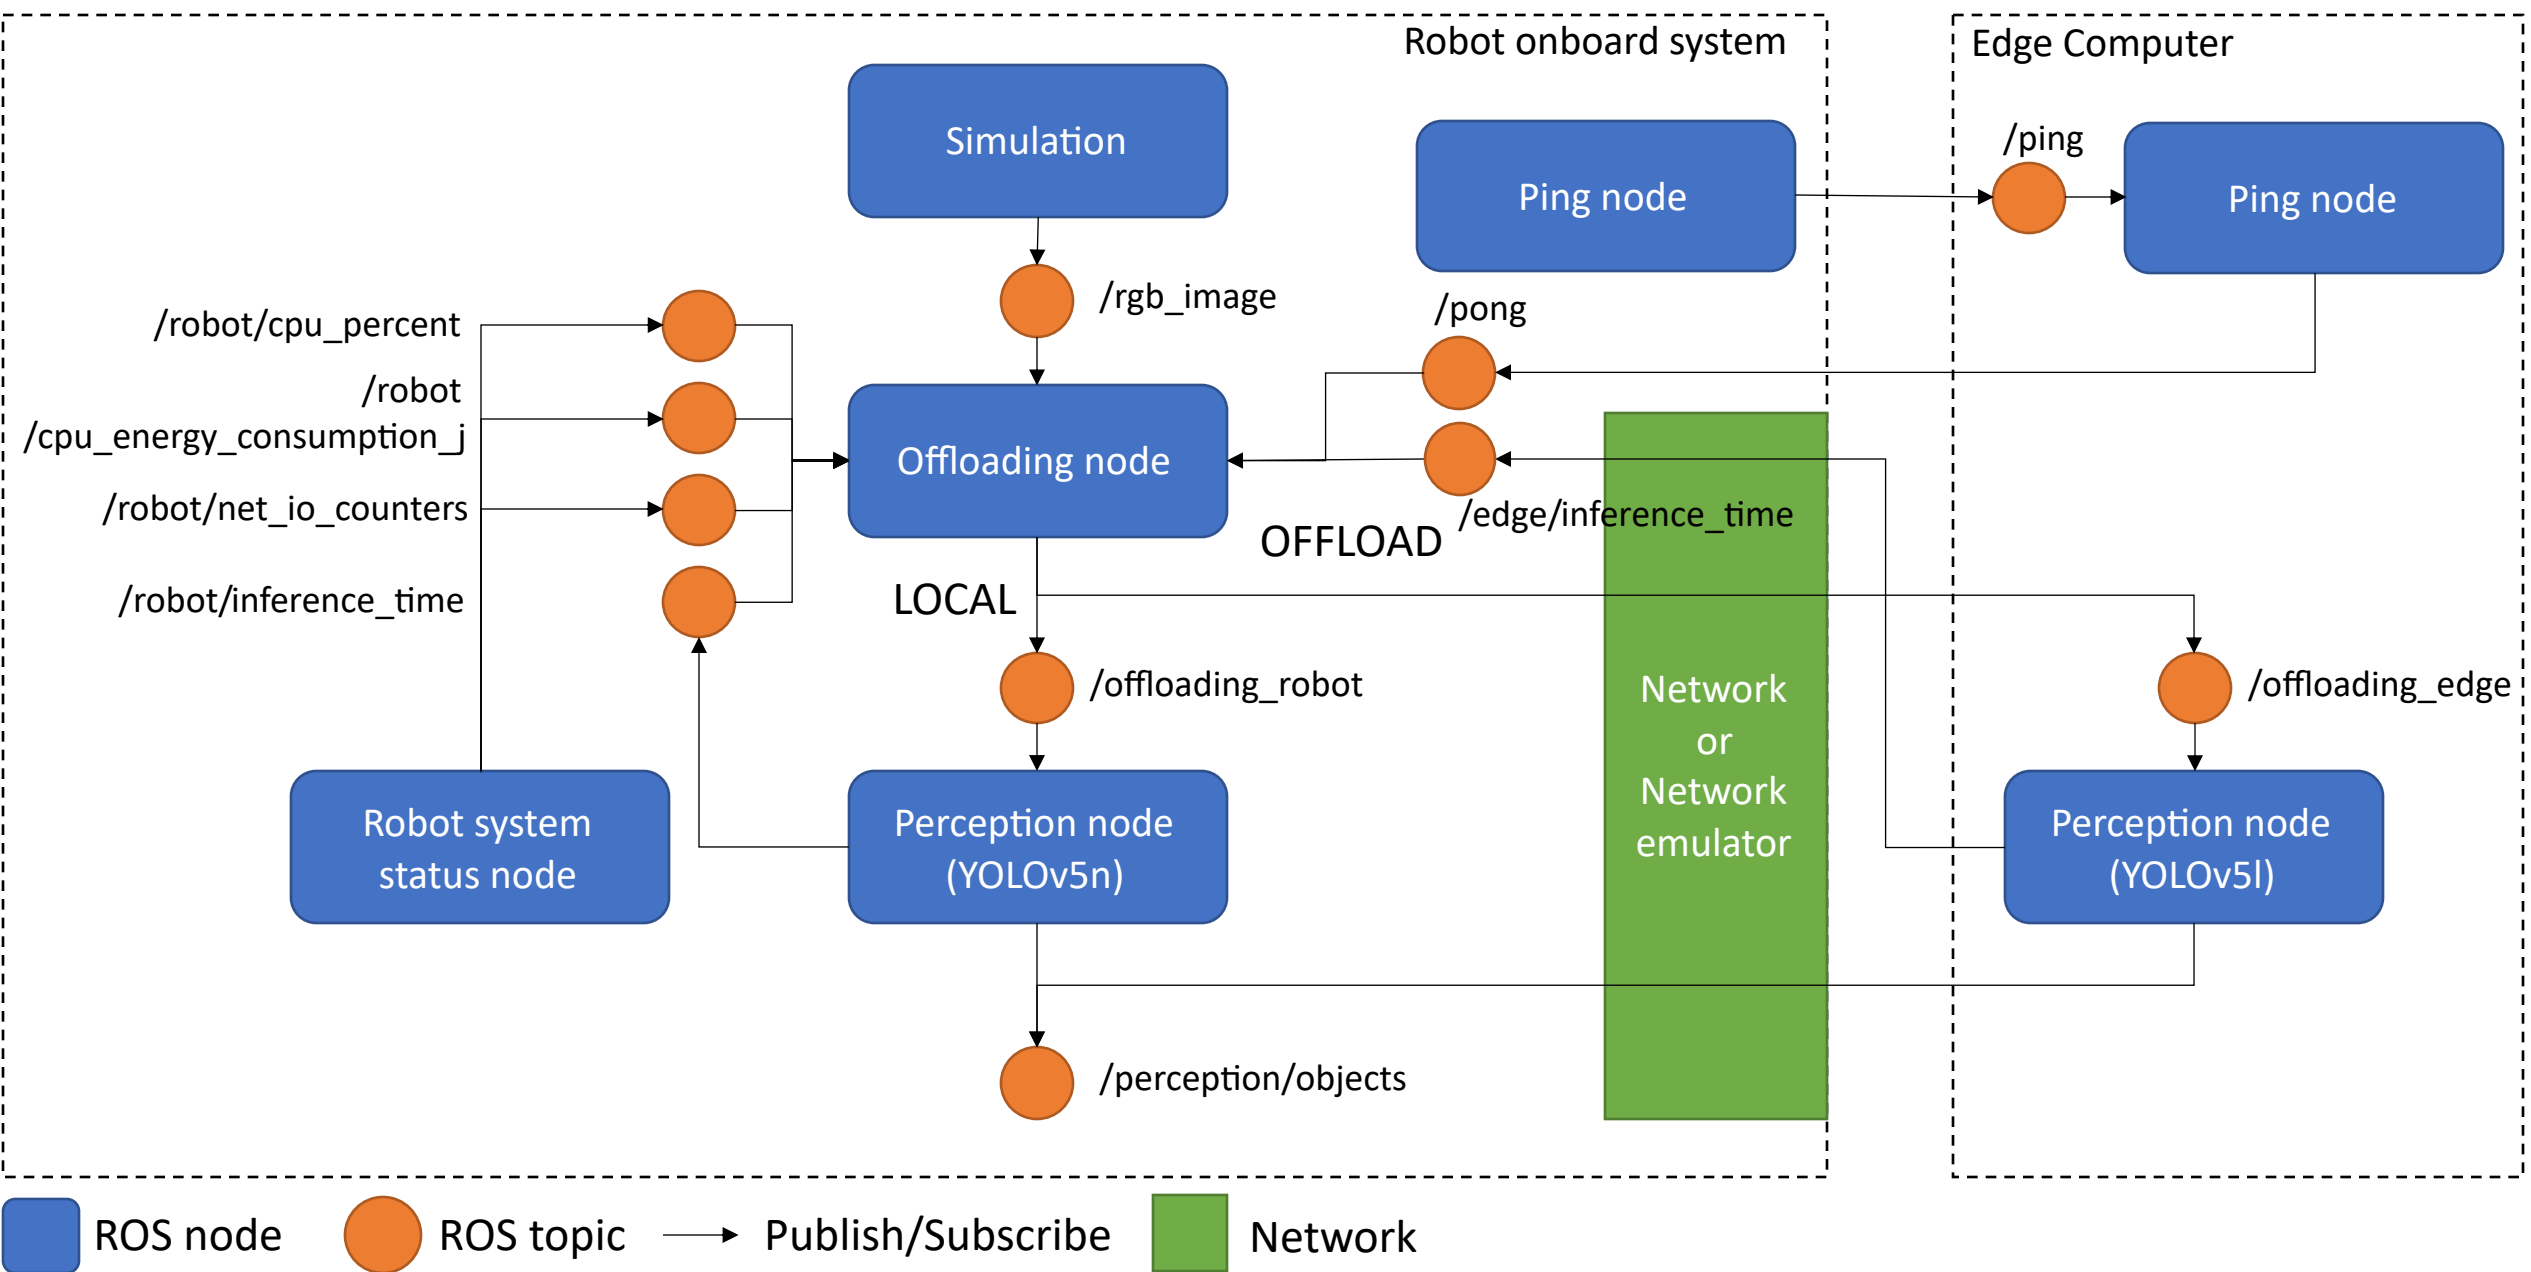 Robot onboard system
Edge Computer
Simulation
Ping node
/ping
Ping node
/rgb_image
/pong
/robot/cpu_percent
/robot
/cpu_energy_consumption_j
/robot/net_io_counters
/robot/inference_time
Offloading node
/edge/inference_time
OFFLOAD
LOCAL
/offloading_robot
/offloading_edge
Network
or
Network
emulator
Robot system
status node
Perception node
(YOLOv5n)
Perception node
(YOLOv5l)
/perception/objects
ROS node
ROS topic
Publish/Subscribe
Network